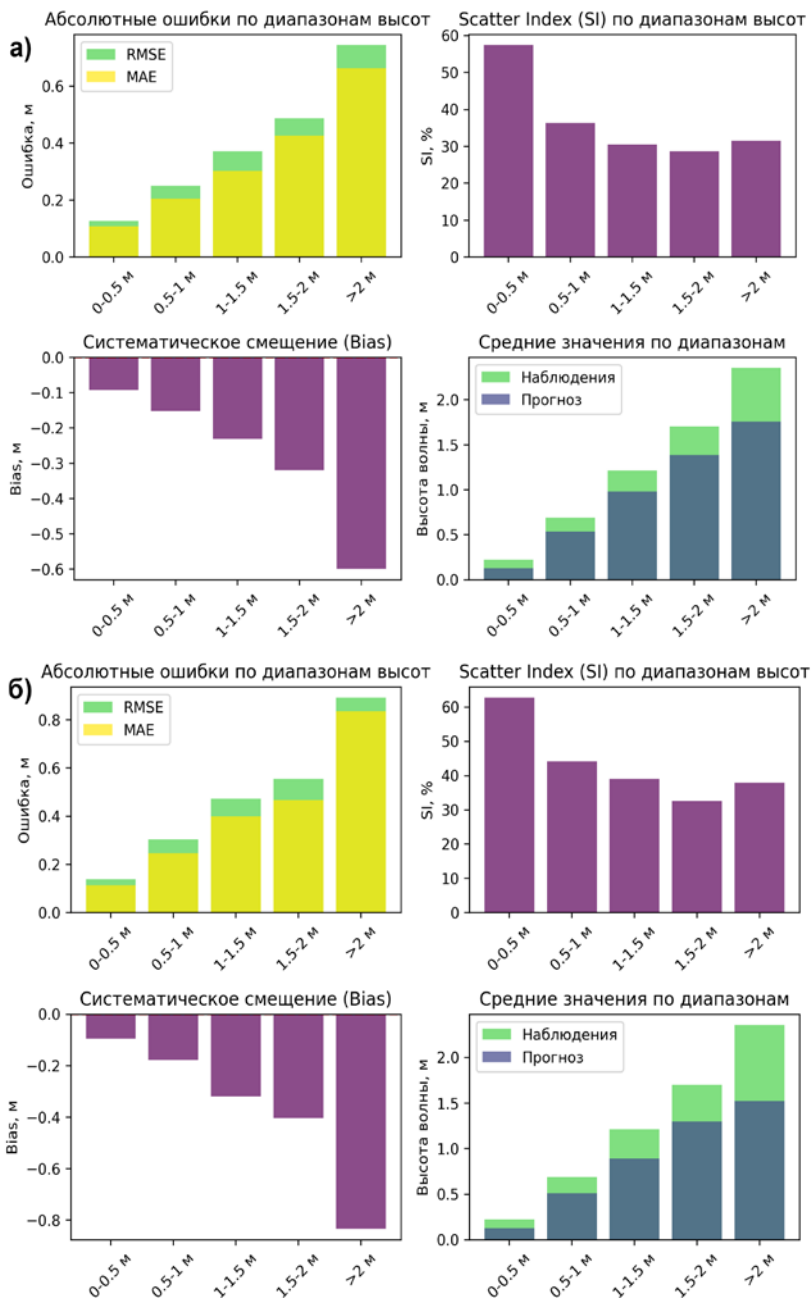 а)
Абсолютные ошибки по диапазонам высот
RMSE
MAE
Ошибка, м
0.6
0.4
0.2
0.0
0-0.5 м
0.5-1 м
1-1.5 м
1.5-2 м
>2 м
Scatter Index (SI) по диапазонам высот
SI, %
60
50
40
30
20
10
0
0-0.5 м
0.5-1 м
1-1.5 м
1.5-2 м
>2 м
Систематическое смещение (Bias)
Bias, м
0.0
−0.1
−0.2
−0.3
−0.4
−0.5
−0.6
0-0.5 м
0.5-1 м
1-1.5 м
1.5-2 м
>2 м
Средние значения по диапазонам
Наблюдения
Прогноз
Высота волны, м
2.0
1.5
1.0
0.5
0.0
0-0.5 м
0.5-1 м
1-1.5 м
1.5-2 м
>2 м
б)
Абсолютные ошибки по диапазонам высот
RMSE
MAE
Ошибка, м
0.8
0.6
0.4
0.2
0.0
0-0.5 м
0.5-1 м
1-1.5 м
1.5-2 м
>2 м
Scatter Index (SI) по диапазонам высот
SI, %
60
50
40
30
20
10
0
0-0.5 м
0.5-1 м
1-1.5 м
1.5-2 м
>2 м
Систематическое смещение (Bias)
Bias, м
0.0
−0.2
−0.4
−0.6
−0.8
0-0.5 м
0.5-1 м
1-1.5 м
1.5-2 м
>2 м
Средние значения по диапазонам
Наблюдения
Прогноз
Высота волны, м
2.0
1.5
1.0
0.5
0.0
0-0.5 м
0.5-1 м
1-1.5 м
1.5-2 м
>2 м